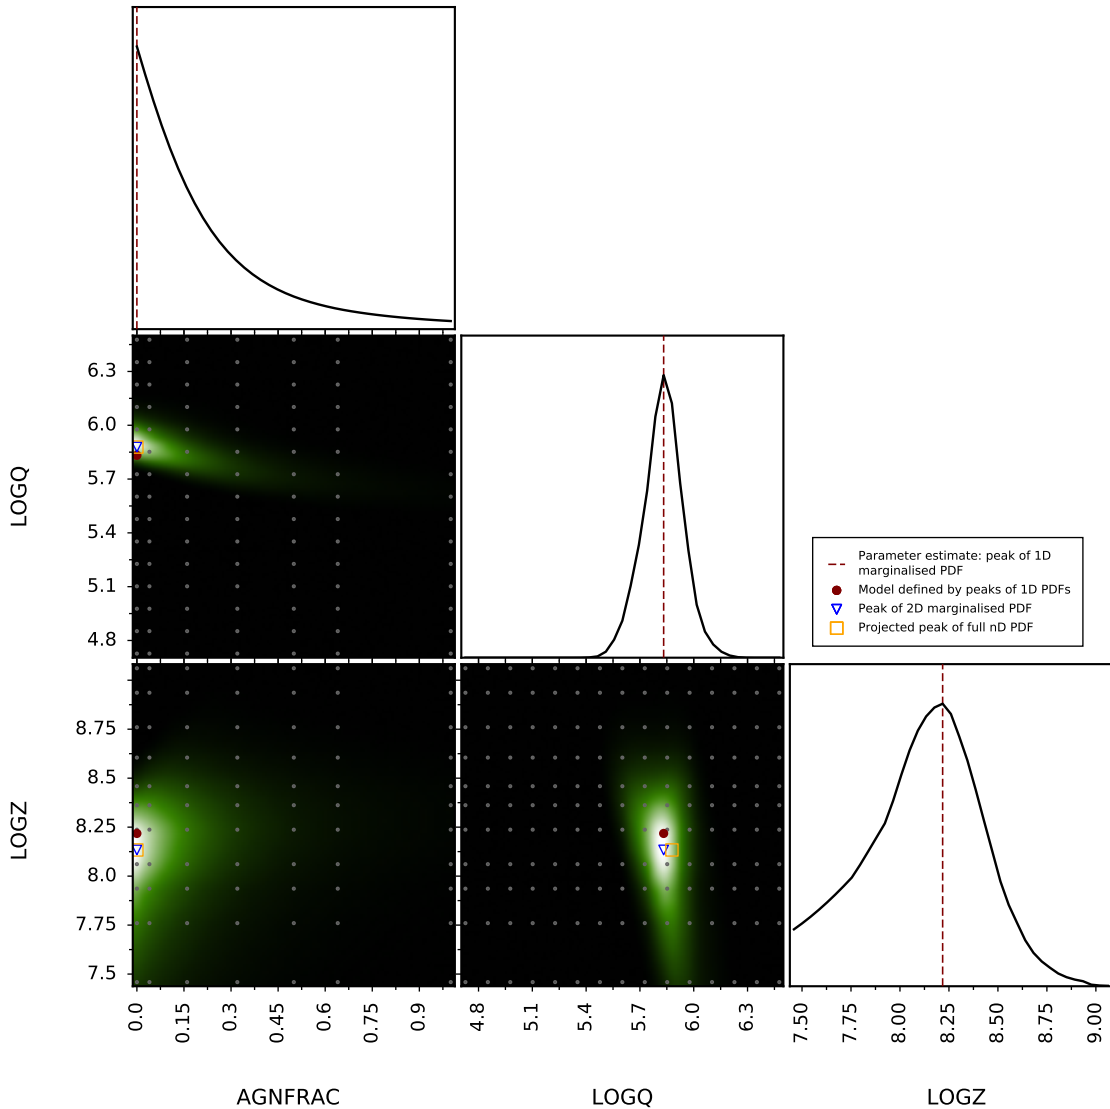 6.3
6.0
5.7
5.4
5.1
4.8
LOGQ
Parameter estimate: peak of 1D
marginalised PDF
Model defined by peaks of 1D PDFs
Peak of 2D marginalised PDF
Projected peak of full nD PDF
8.75
8.5
8.25
8.0
7.75
7.5
LOGZ
0.0 0.15 0.3 0.45 0.6 0.75 0.9
4.8 5.1 5.4 5.7 6.0 6.3
7.50 7.75 8.00 8.25 8.50 8.75 9.00
AGNFRAC
LOGQ
LOGZ